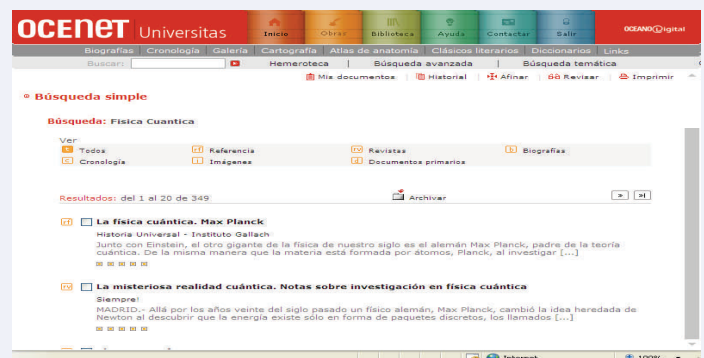 OCENET Universitas
Inicio Obras Biblioteca Ayuda Contactar Salir
OCEANO Digital
Biografías Cronología Galería Cartografía Atlas de anatomía Clásicos literarios Diccionarios Links
Buscar: Hemeroteca | Búsqueda avanzada | Búsqueda temática
Mis documentos Historial Afinar Revisar Imprimir
Búsqueda simple
Búsqueda: Fisica Cuantica
Ver
Todos rf Referencia rv Revistas b Biografías
C Cronología i Imágenes d Documentos primarios
Resultados: del 1 al 20 de 349 Archivar
rf La física cuántica. Max Planck
Historia Universal - Instituto Gallach
Junto con Einstein, el otro gigante de la física de nuestro siglo es el alemán Max Planck, padre de la teoría
cuántica. De la misma manera que la materia está formada por átomos, Planck, al investigar [...]
rv La misteriosa realidad cuántica. Notas sobre investigación en física cuántica
Siempre!
MADRID.- Allá por los años veinte del siglo pasado un físico alemán, Max Planck, cambió la idea heredada de
Newton al descubrir que la energía existe sólo en forma de paquetes discretos, los llamados [...]
Internet 100%